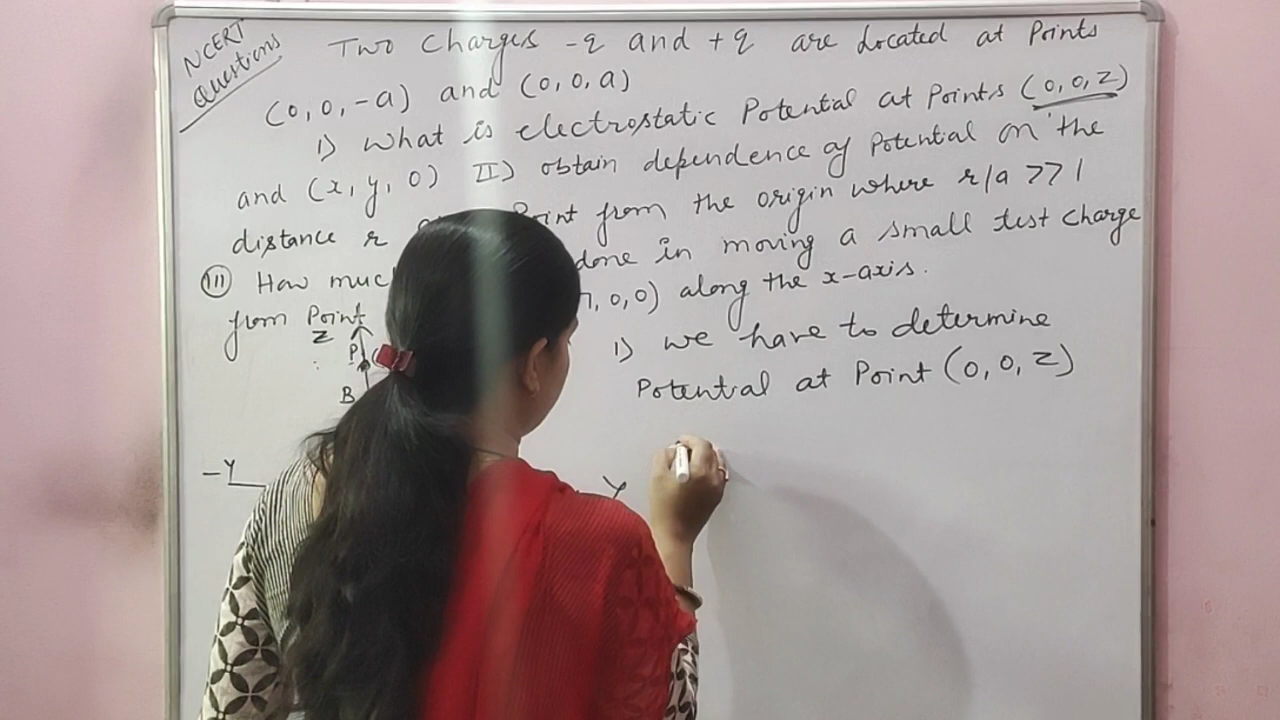 NCERT
Questions
Two Charges -q and +q are Located at Points
(0, 0, -a) and (0, 0, a)
1) What is electrostatic Potential at Points (0, 0, Z)
and (x, y, 0) II) obtain dependence of Potential on the
distance r Point from the origin where r/a >> 1
(III) How muc done in moving a small test charge
from Point 7, 0, 0) along the x-axis.
Z
P
B
-Y
Y
1) we have to determine
Potential at Point (0, 0, Z)